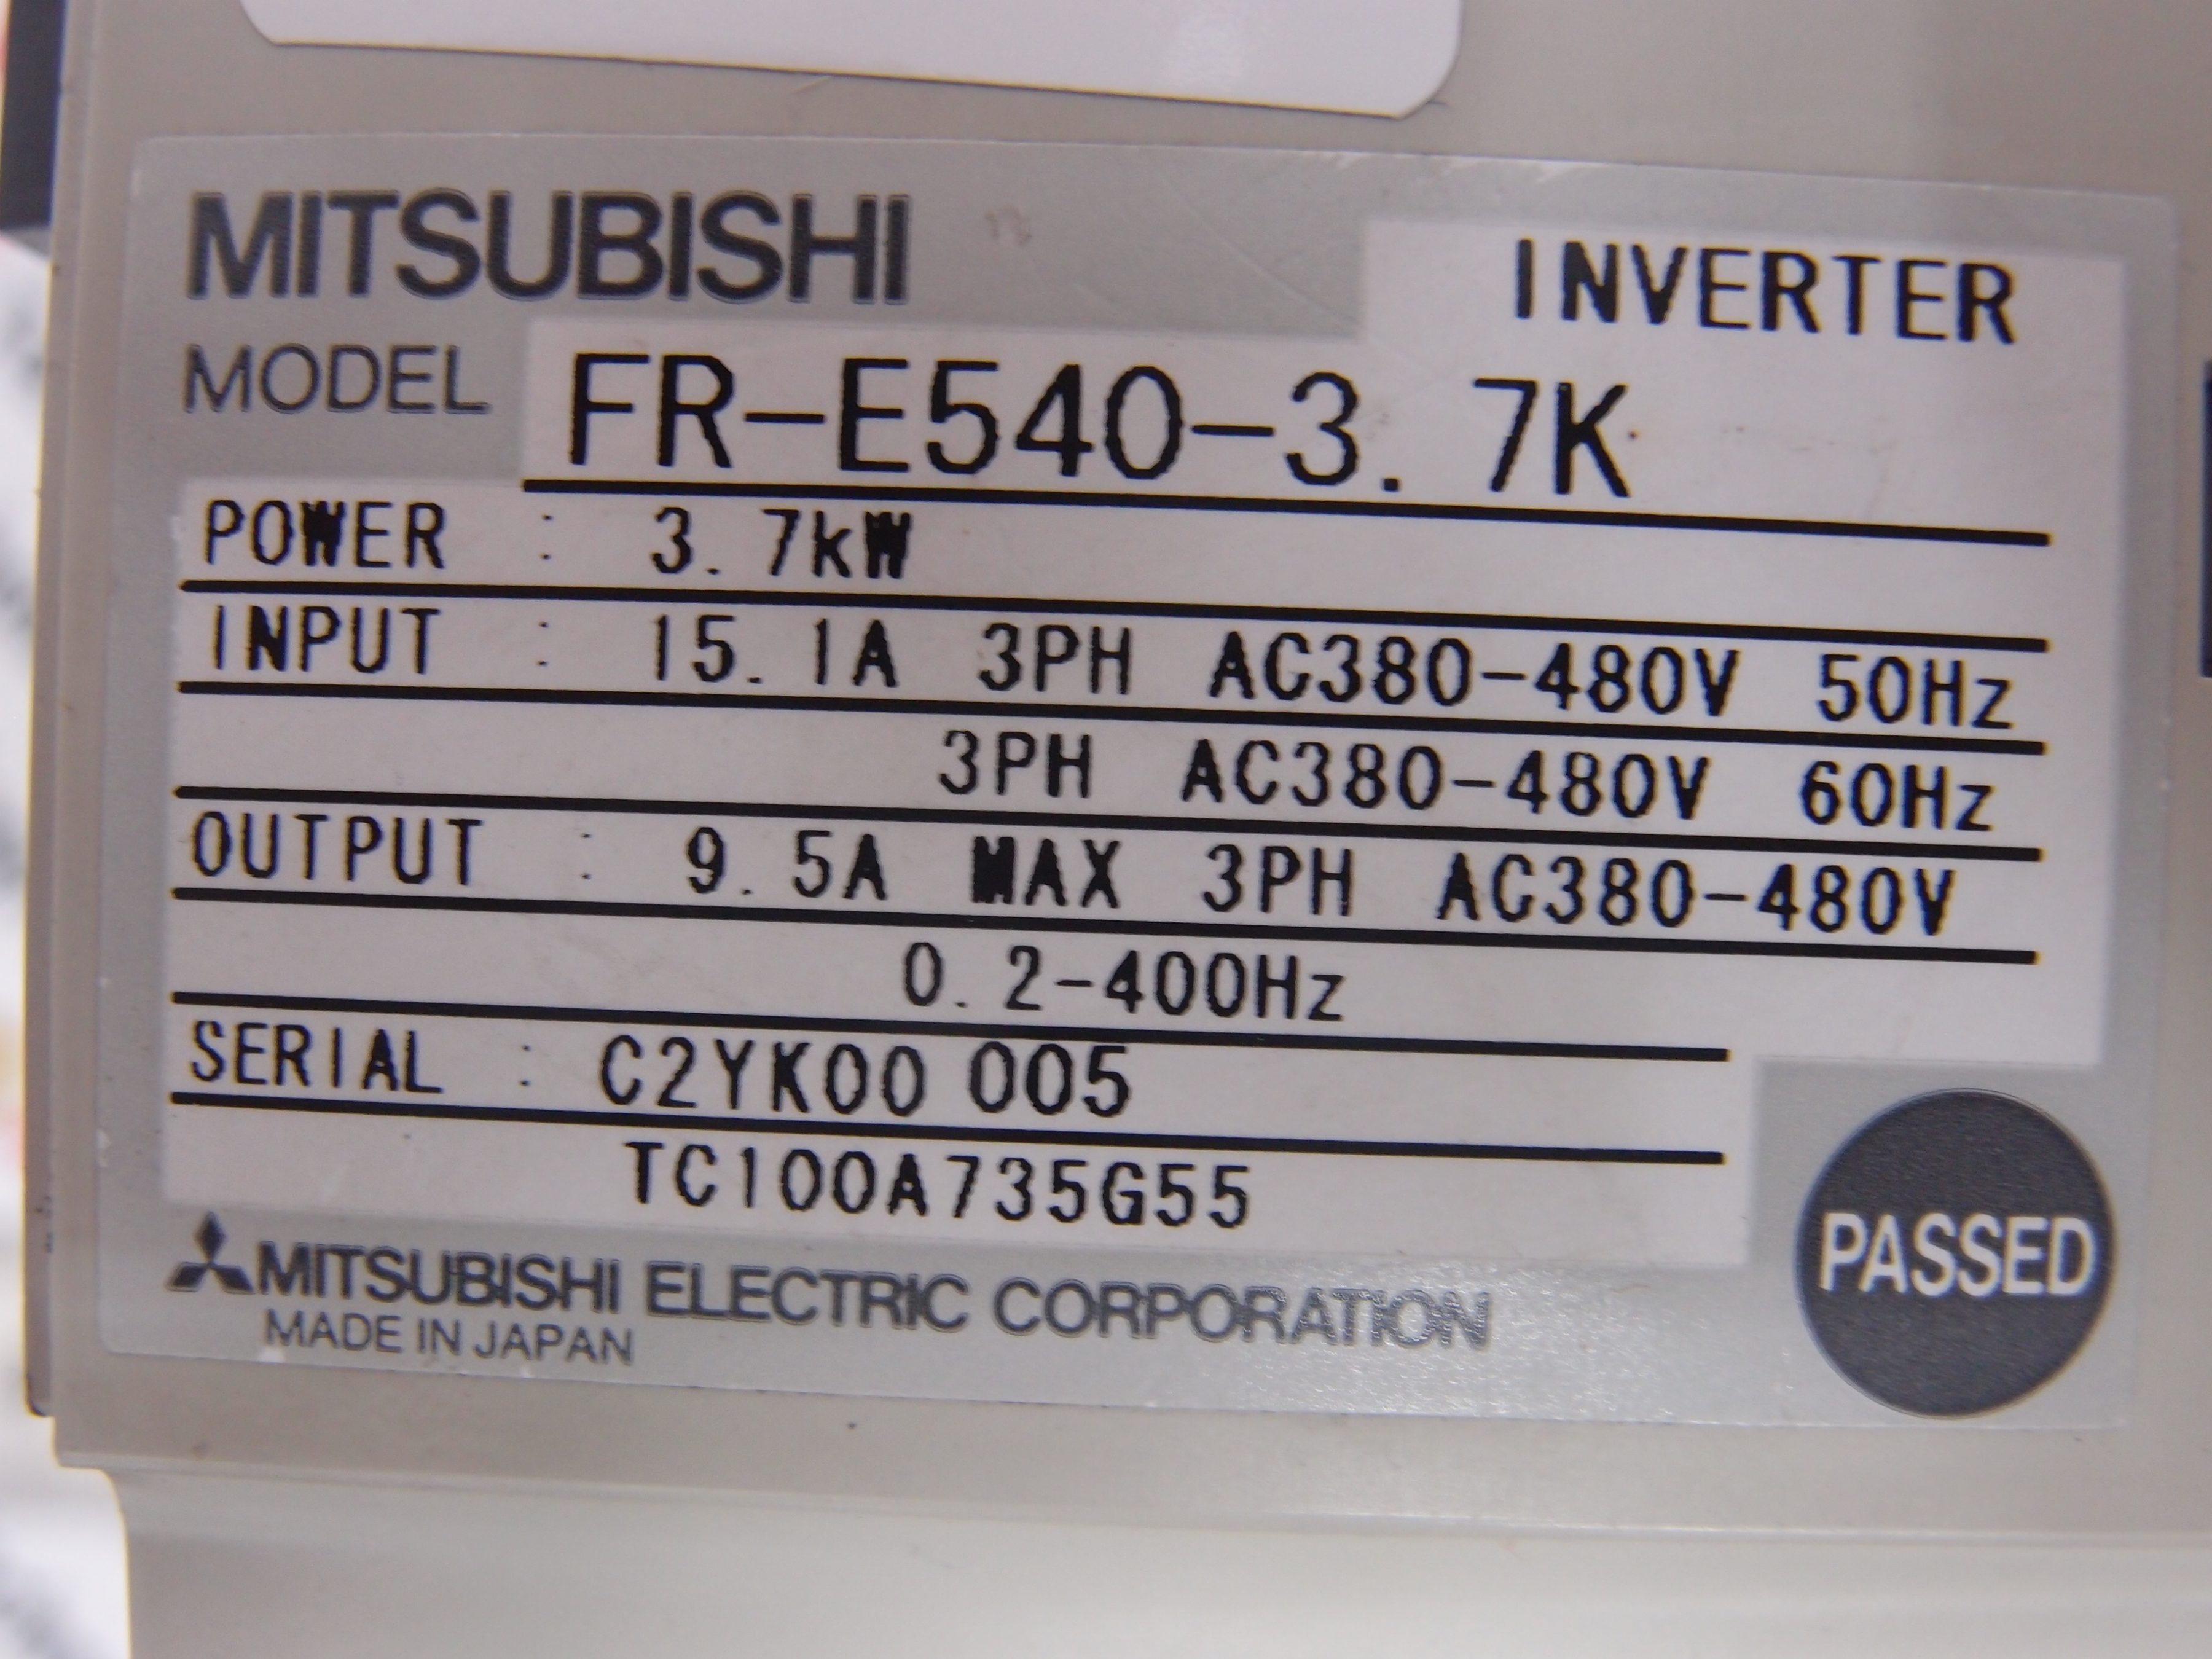 MITSUBISHI
INVERTER
MODEL FR-E540-3.7K
POWER : 3.7kW
INPUT : 15.1A 3PH AC380-480V 50Hz
3PH AC380-480V 60Hz
OUTPUT : 9.5A MAX 3PH AC380-480V
0.2-400Hz
SERIAL : C2YK00 005
TC100A735G55
PASSED
MITSUBISHI ELECTRIC CORPORATION
MADE IN JAPAN